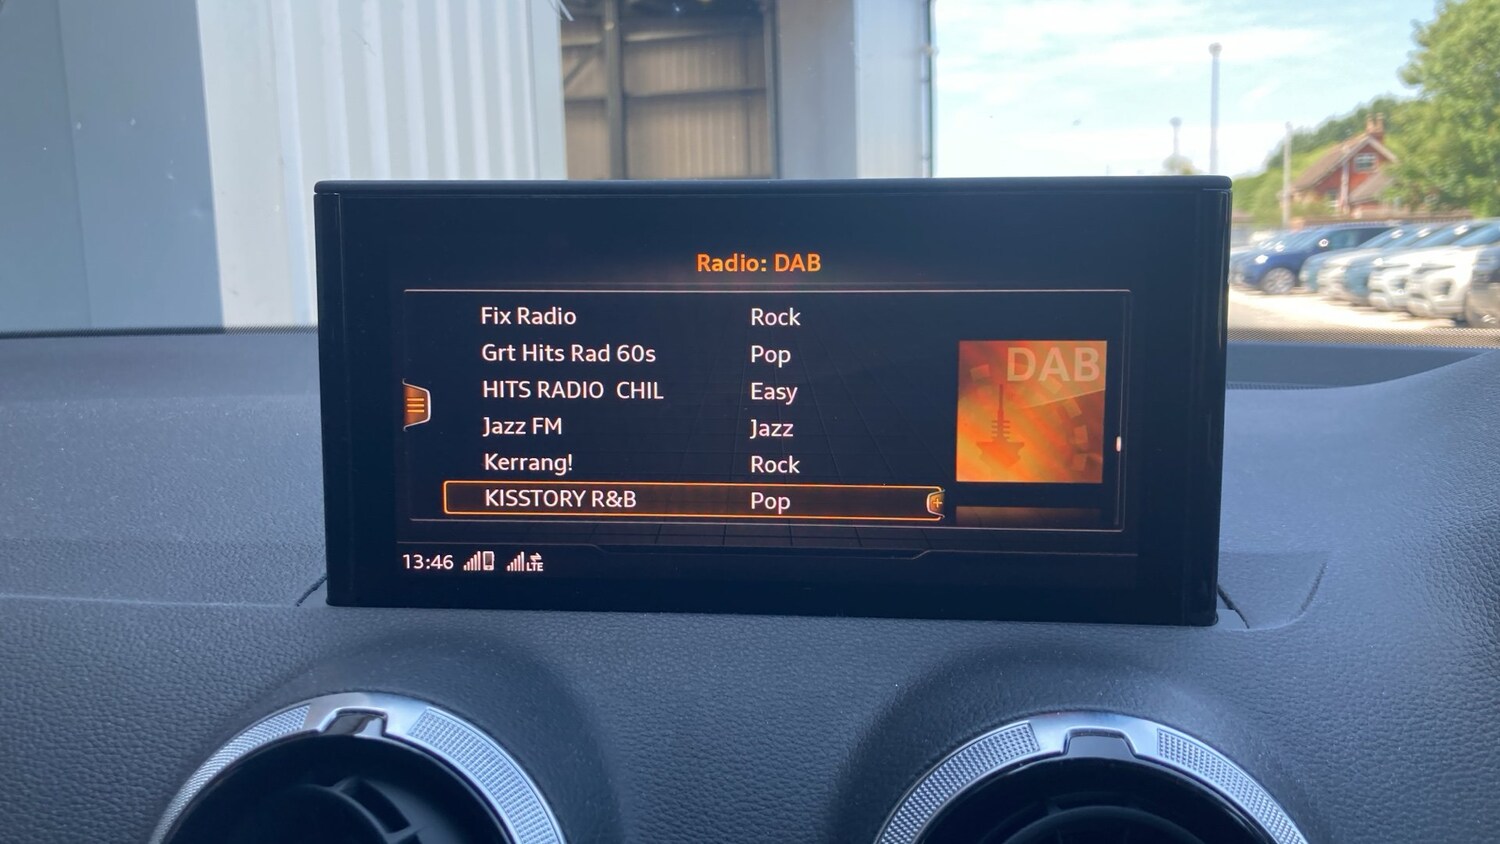 Radio: DAB
Fix Radio Rock
Grt Hits Rad 60s Pop
HITS RADIO CHIL Easy
Jazz FM Jazz
Kerrang! Rock
KISSTORY R&B Pop
DAB
13:46 LTE